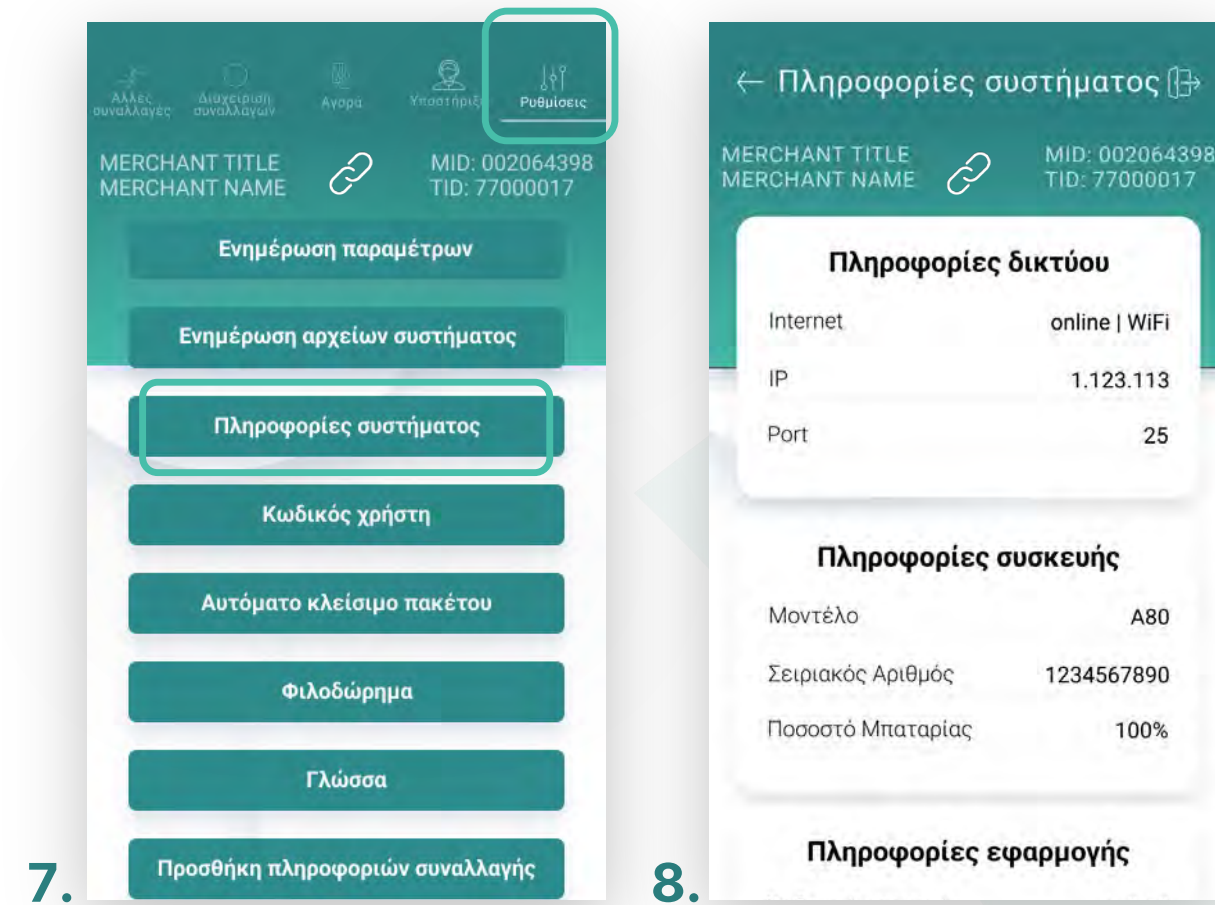 Άλλες
συναλλαγές
Διαχείριση
συναλλαγών
Αγορά
Υποστήριξη
Ρυθμίσεις
MERCHANT TITLE
MERCHANT NAME
MID: 002064398
TID: 77000017
Ενημέρωση παραμέτρων
Ενημέρωση αρχείων συστήματος
Πληροφορίες συστήματος
Κωδικός χρήστη
Αυτόματο κλείσιμο πακέτου
Φιλοδώρημα
Γλώσσα
Προσθήκη πληροφοριών συναλλαγής
7.
← Πληροφορίες συστήματος
MERCHANT TITLE
MERCHANT NAME
MID: 002064398
TID: 77000017
Πληροφορίες δικτύου
Internet online | WiFi
IP 1.123.113
Port 25
Πληροφορίες συσκευής
Μοντέλο A80
Σειριακός Αριθμός 1234567890
Ποσοστό Μπαταρίας 100%
Πληροφορίες εφαρμογής
8.